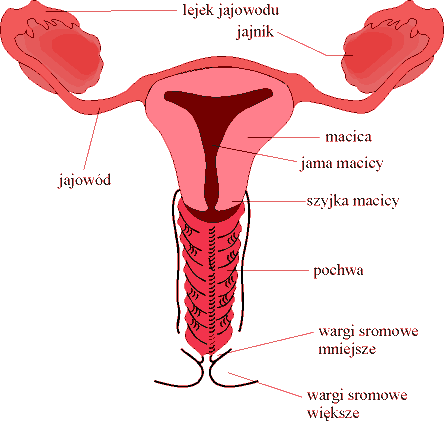 lejek jajowodu
jajnik
macica
jama macicy
jajowód
szyjka macicy
pochwa
wargi sromowe
mniejsze
wargi sromowe
większe